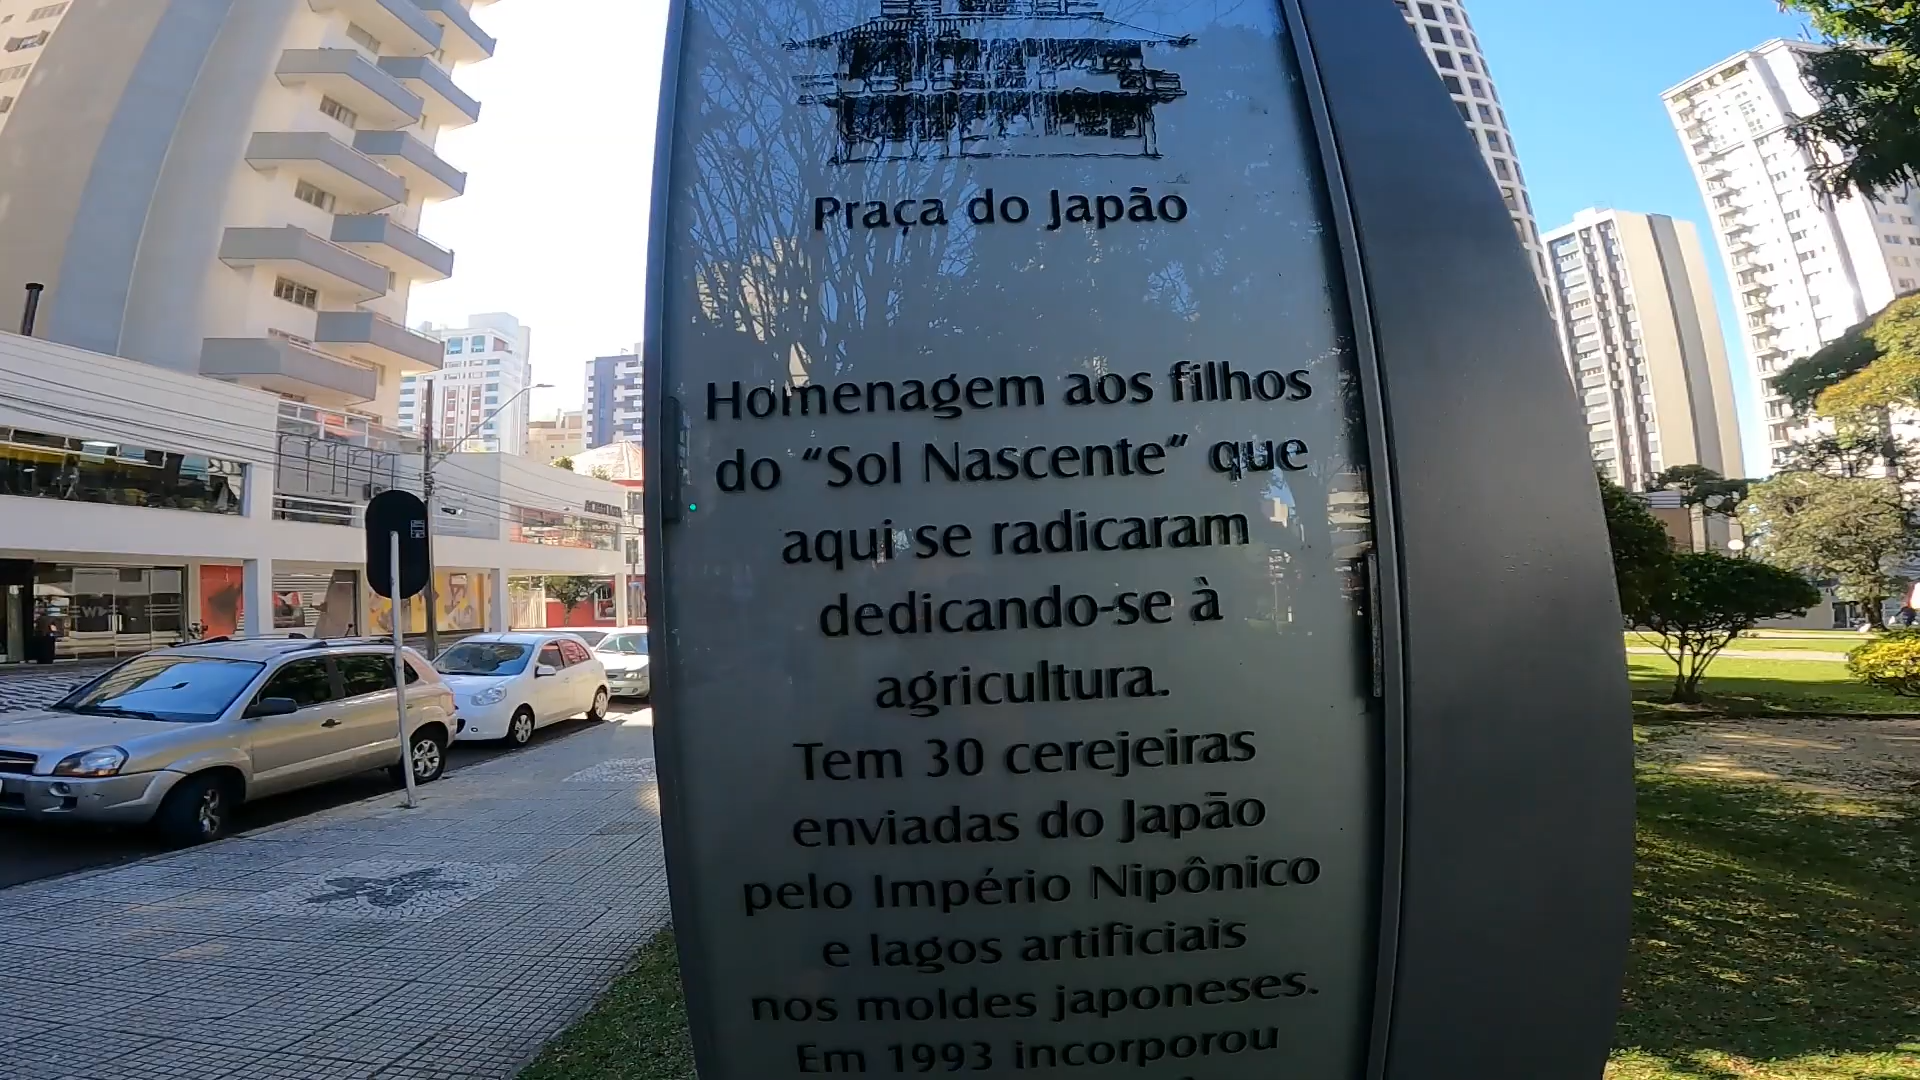 Praça do Japão
Homenagem aos filhos
do “Sol Nascente” que
aqui se radicaram
dedicando-se à
agricultura.
Tem 30 cerejeiras
enviadas do Japão
pelo Império Nipônico
e lagos artificiais
nos moldes japoneses.
Em 1993 incorporou